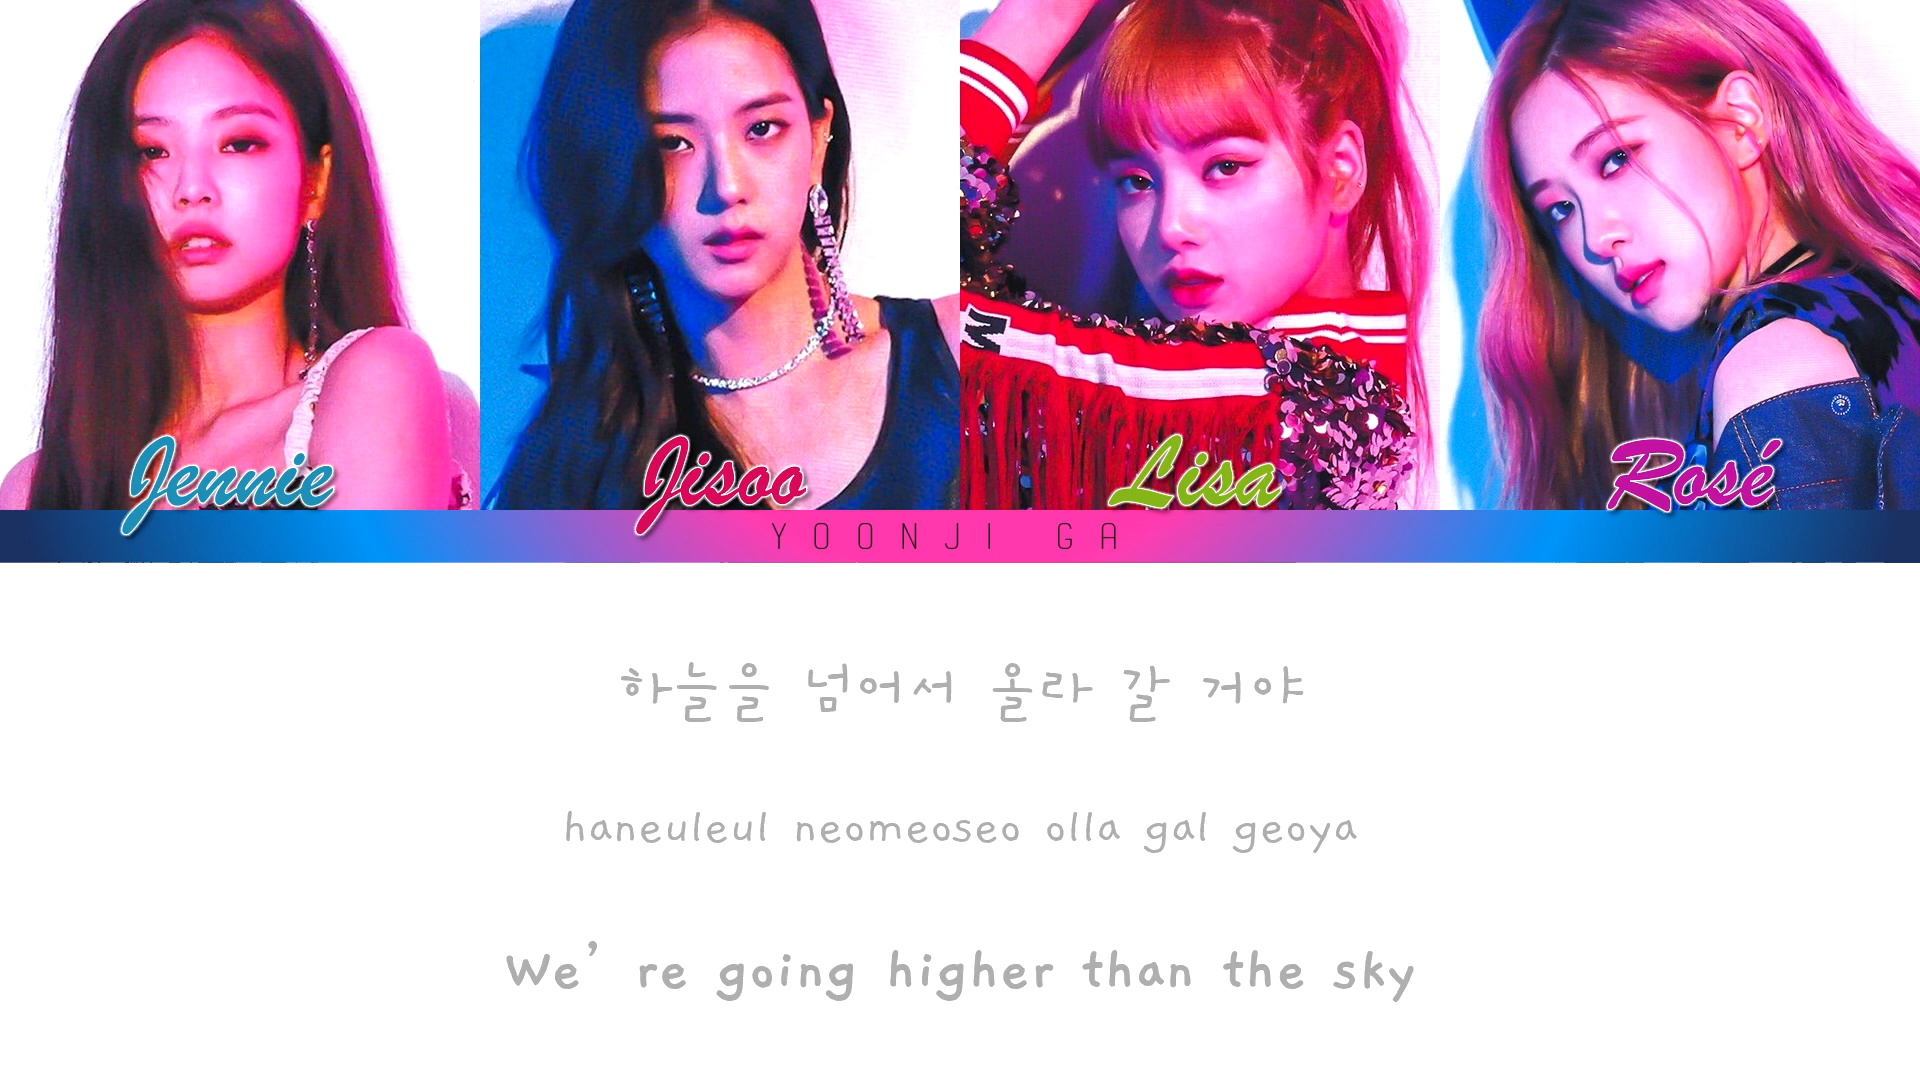 Jennie
Jisoo
Lisa
Rosé
YOONJI GA
하늘을 넘어서 올라 갈 거야
haneuleul neomeoseo olla gal geoya
We’re going higher than the sky